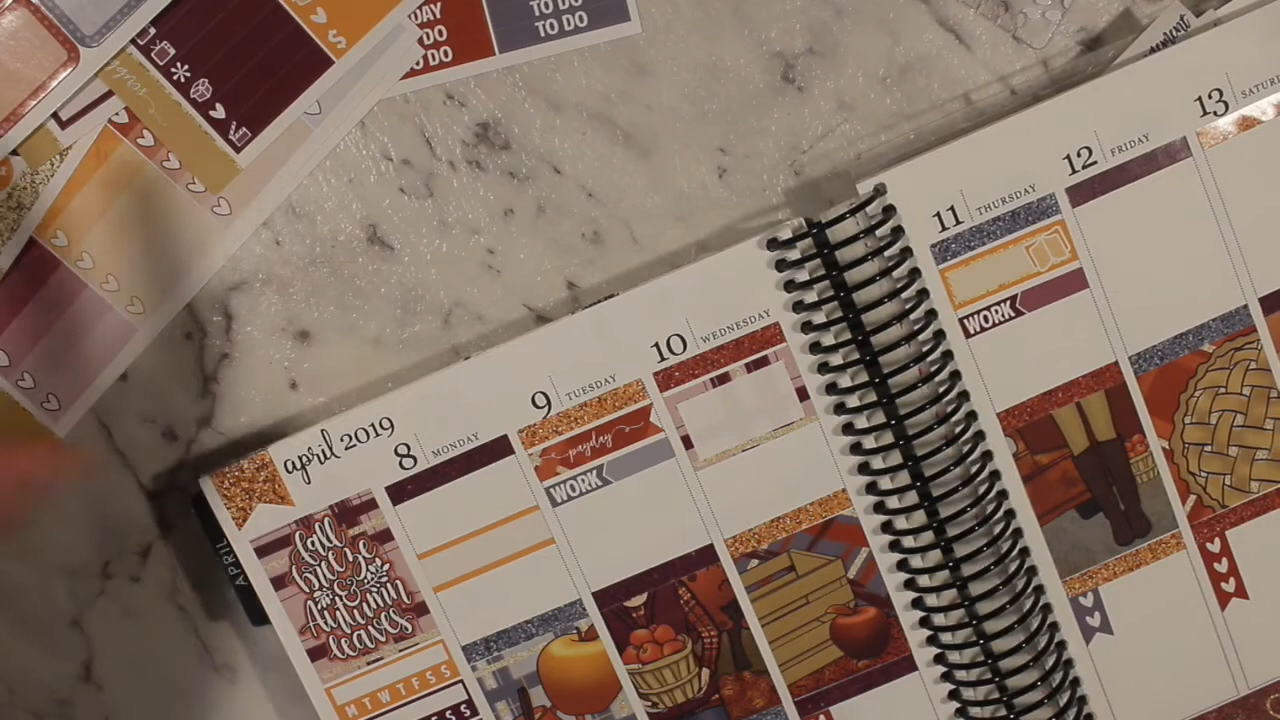 DAY
DO
TO DO
TO DO
TO DO
april 2019
8 MONDAY
9 TUESDAY
10 WEDNESDAY
11 THURSDAY
12 FRIDAY
13
payday
WORK
WORK
APRIL
fall
breeze
&
Autumn
leaves
M T W T F S S